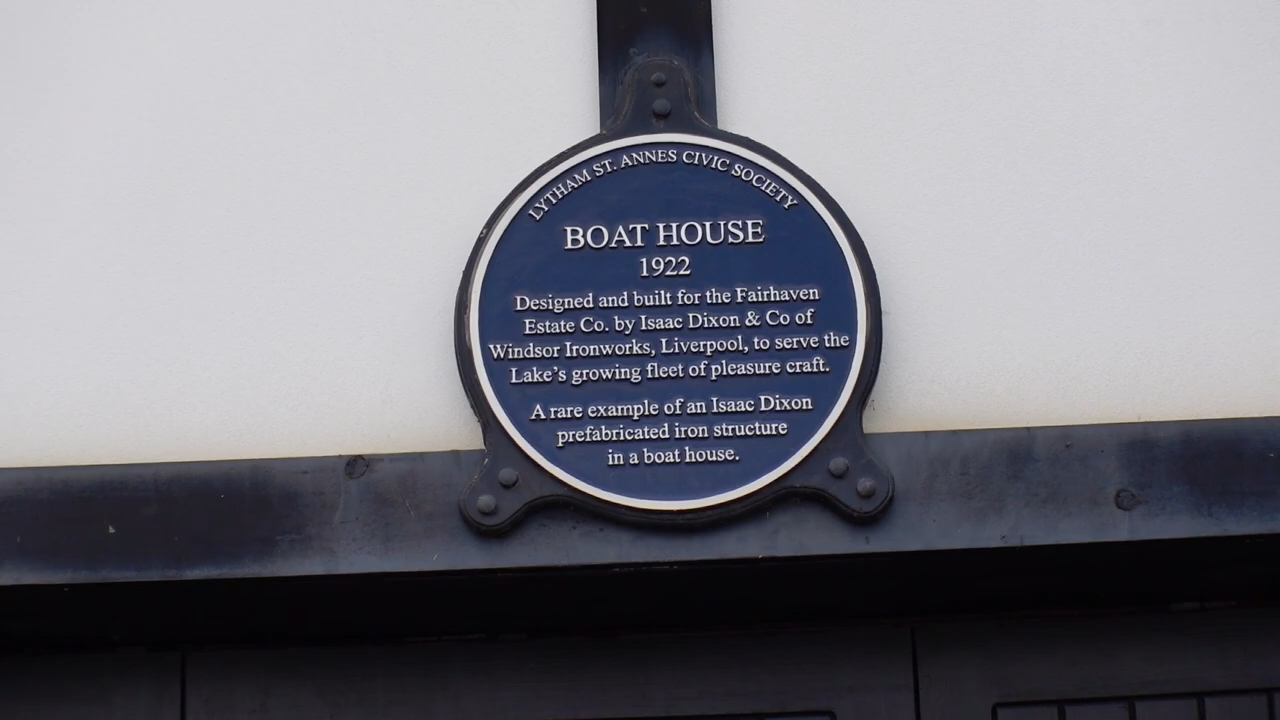 LYTHAM ST. ANNES CIVIC SOCIETY
BOAT HOUSE
1922
Designed and built for the Fairhaven
Estate Co. by Isaac Dixon & Co of
Windsor Ironworks, Liverpool, to serve the
Lake's growing fleet of pleasure craft.
A rare example of an Isaac Dixon
prefabricated iron structure
in a boat house.